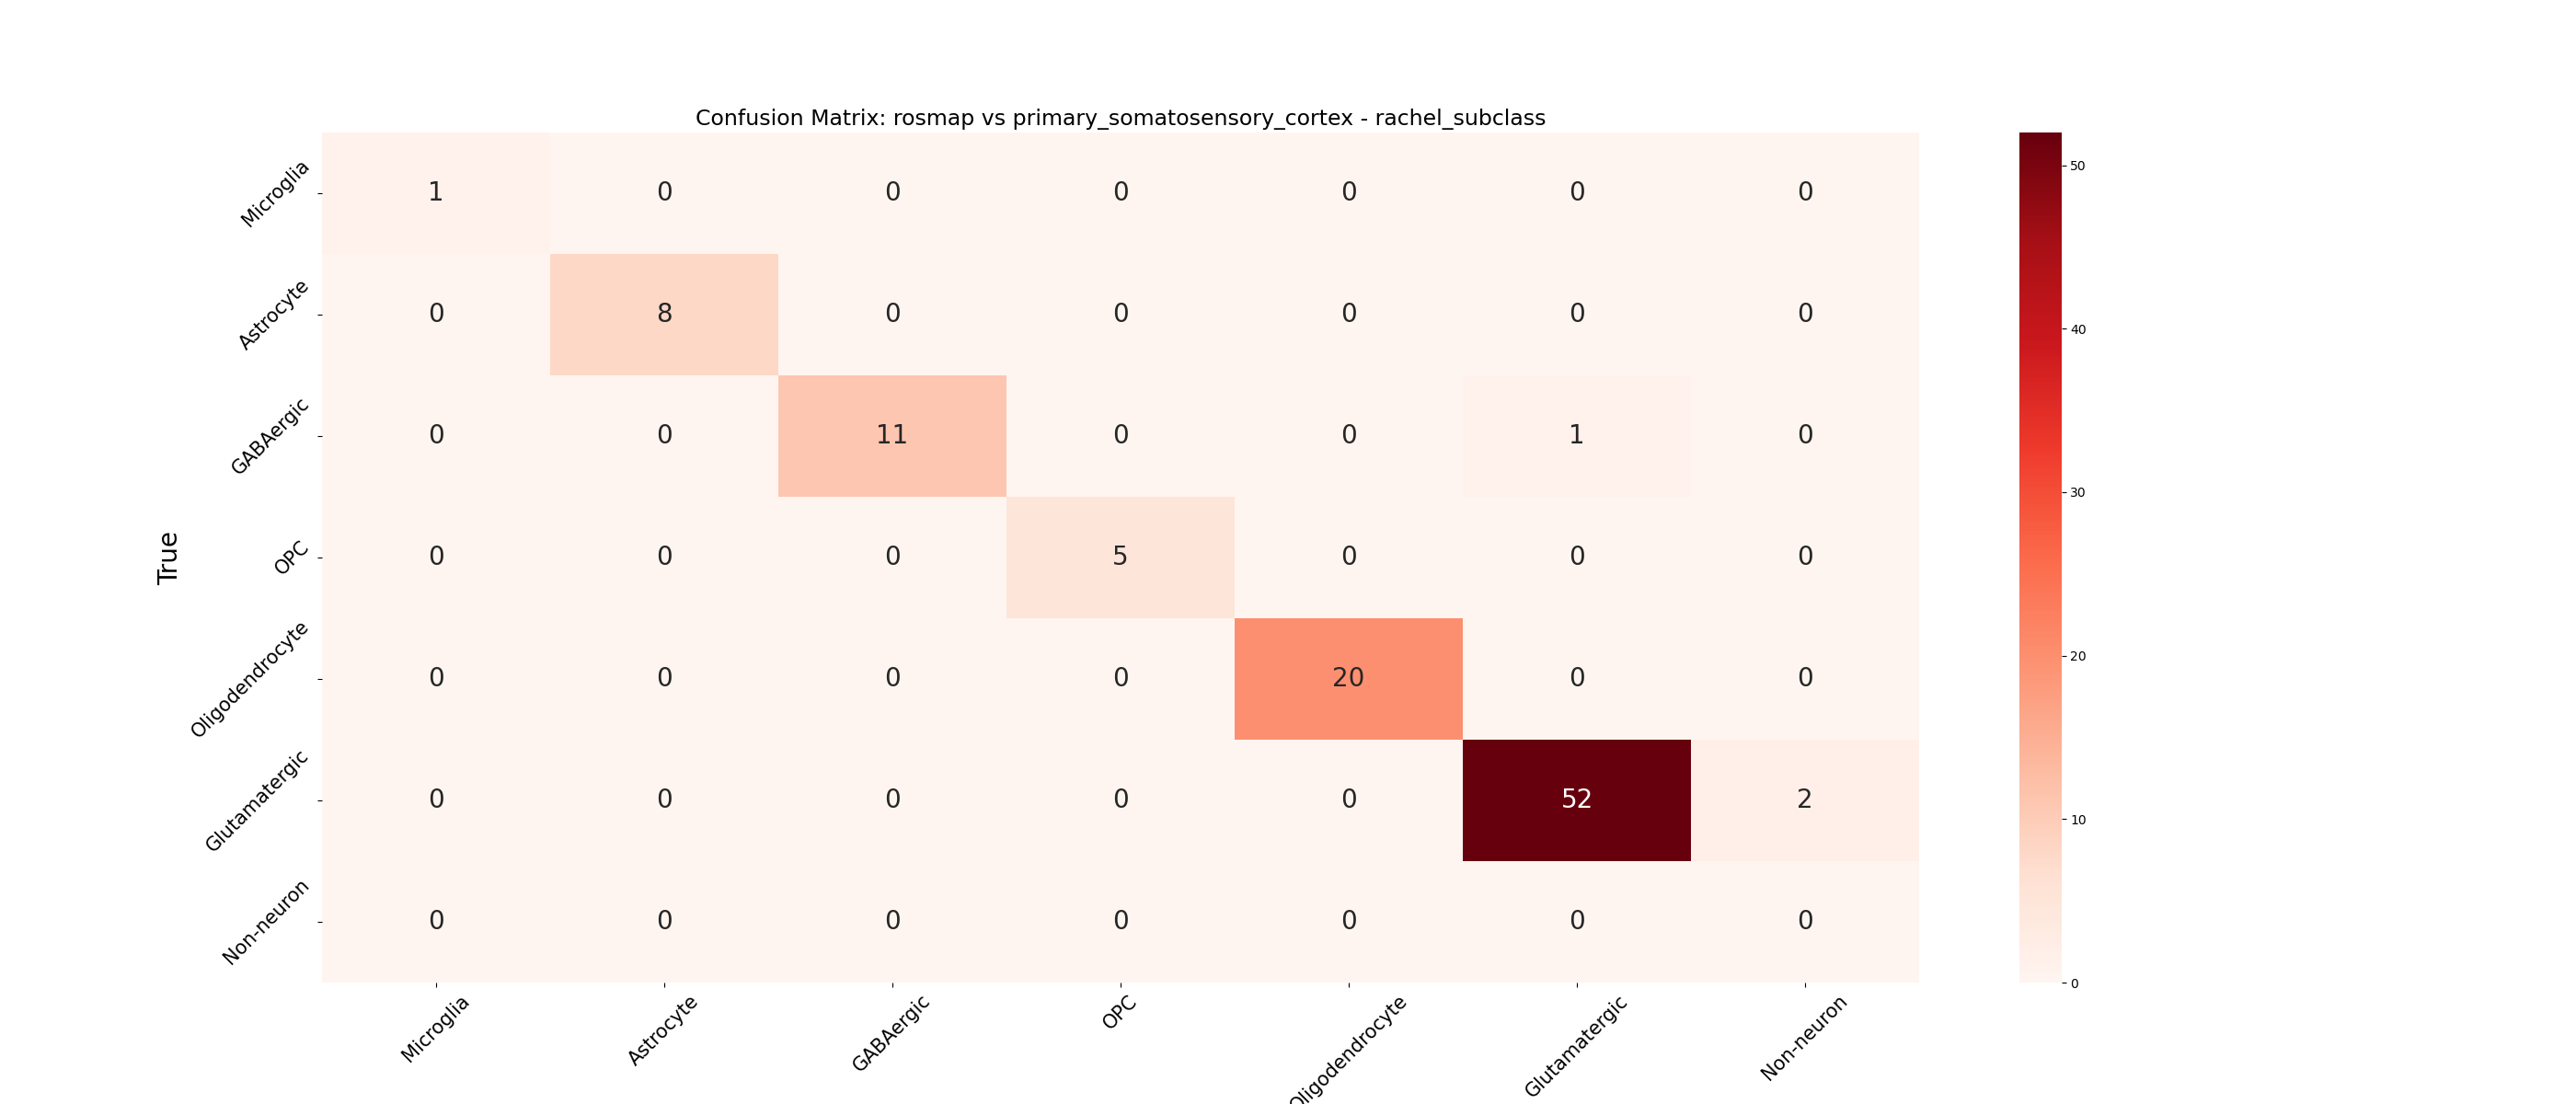 Confusion Matrix: rosmap vs primary_somatosensory_cortex - rachel_subclass
Microglia 1 0 0 0 0 0 0
Astrocyte 0 8 0 0 0 0 0
GABAergic 0 0 11 0 0 1 0
OPC 0 0 0 5 0 0 0
Oligodendrocyte 0 0 0 0 20 0 0
Glutamatergic 0 0 0 0 0 52 2
Non-neuron 0 0 0 0 0 0 0
True
Microglia Astrocyte GABAergic OPC Oligodendrocyte Glutamatergic Non-neuron
50
40
30
20
10
0